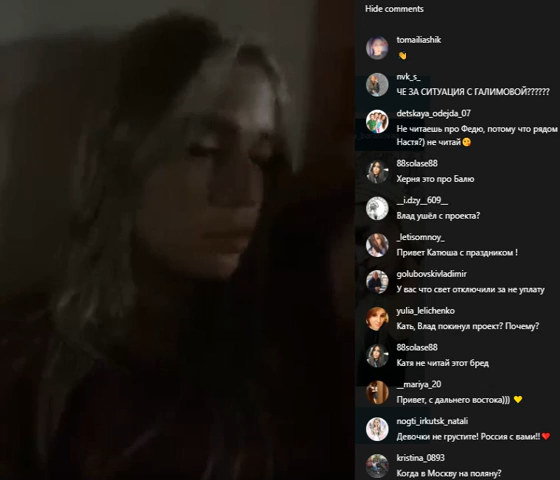 Hide comments
tomailiashik
👏
nvk_s_
ЧЕ ЗА СИТУАЦИЯ С ГАЛИМОВОЙ??????
detskaya_odejda_07
Не читаешь про Федю, потому что рядом
Настя?) не читай😘
88solase88
Херня это про Балю
__i.dzy__609__
Влад ушёл с проекта?
_letisomnoy_
Привет Катюша с праздником !
golubovskivladimir
У вас что свет отключили за не уплату
yulia_lelichenko
Кать, Влад покинул проект? Почему?
88solase88
Катя не читай этот бред
__mariya_20
Привет, с дальнего востока))) 💛
nogti_irkutsk_natali
Девочки не грустите! Россия с вами!!❤️
kristina_0893
Когда в Москву на поляну?